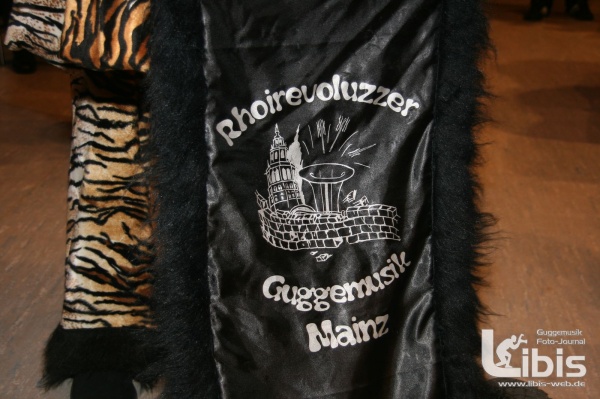 Rhoirevoluzzer
Guggemusik
Mainz
Guggemusik
Foto-Journal
Libis
www.libis-web.de